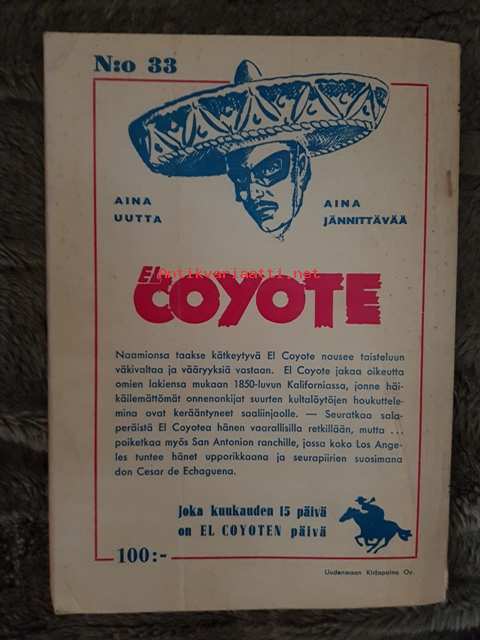 N:o 33
AINA
UUTTA
AINA
JÄNNITTÄVÄÄ
EL
COYOTE
Antikvariaatti.net
Naamionsa taakse kätkeytyvä El Coyote nousee taisteluun
väkivaltaa ja vääryyksiä vastaan. El Coyote jakaa oikeutta
omien lakiensa mukaan 1850-luvun Kaliforniassa, jonne häi-
käilemättömät onnenonkijat suurten kultalöytöjen houkuttele-
mina ovat kerääntyneet saaliinjaolle. — Seuratkaa sala-
peräistä El Coyotea hänen vaarallisilla retkillään, mutta ...
poiketkaa myös San Antonion ranchille, jossa koko Los Ange-
les tuntee hänet upporikkaana ja seurapiirien suosimana
don Cesar de Echaguena.
Joka kuukauden 15 päivä
on EL COYOTEN päivä
100:-
Uudenmaan Kirjapaino Oy.